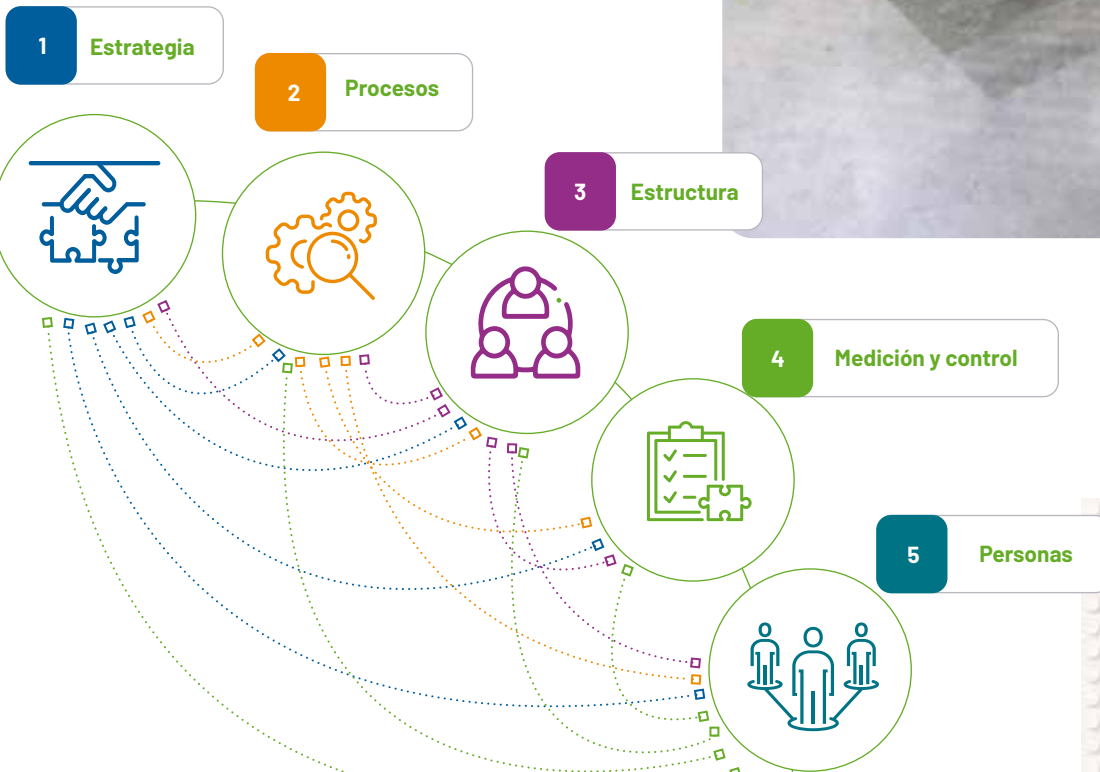 1 Estrategia
2 Procesos
3 Estructura
4 Medición y control
5 Personas